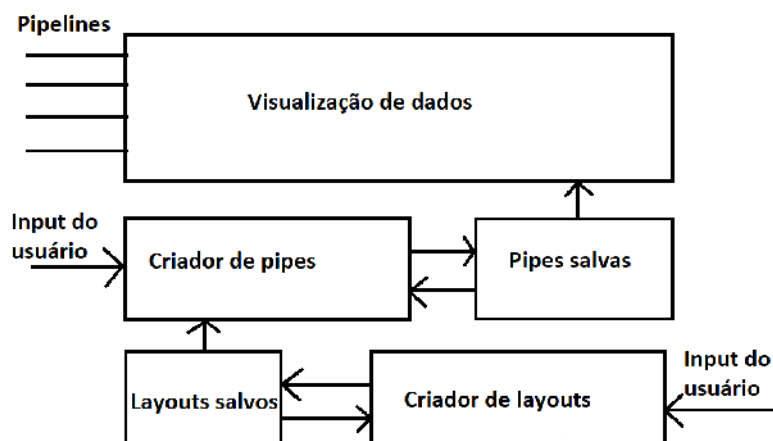 Pipelines
Visualização de dados
Input do
usuário
Criador de pipes
Pipes salvas
Layouts salvos
Criador de layouts
Input do
usuário